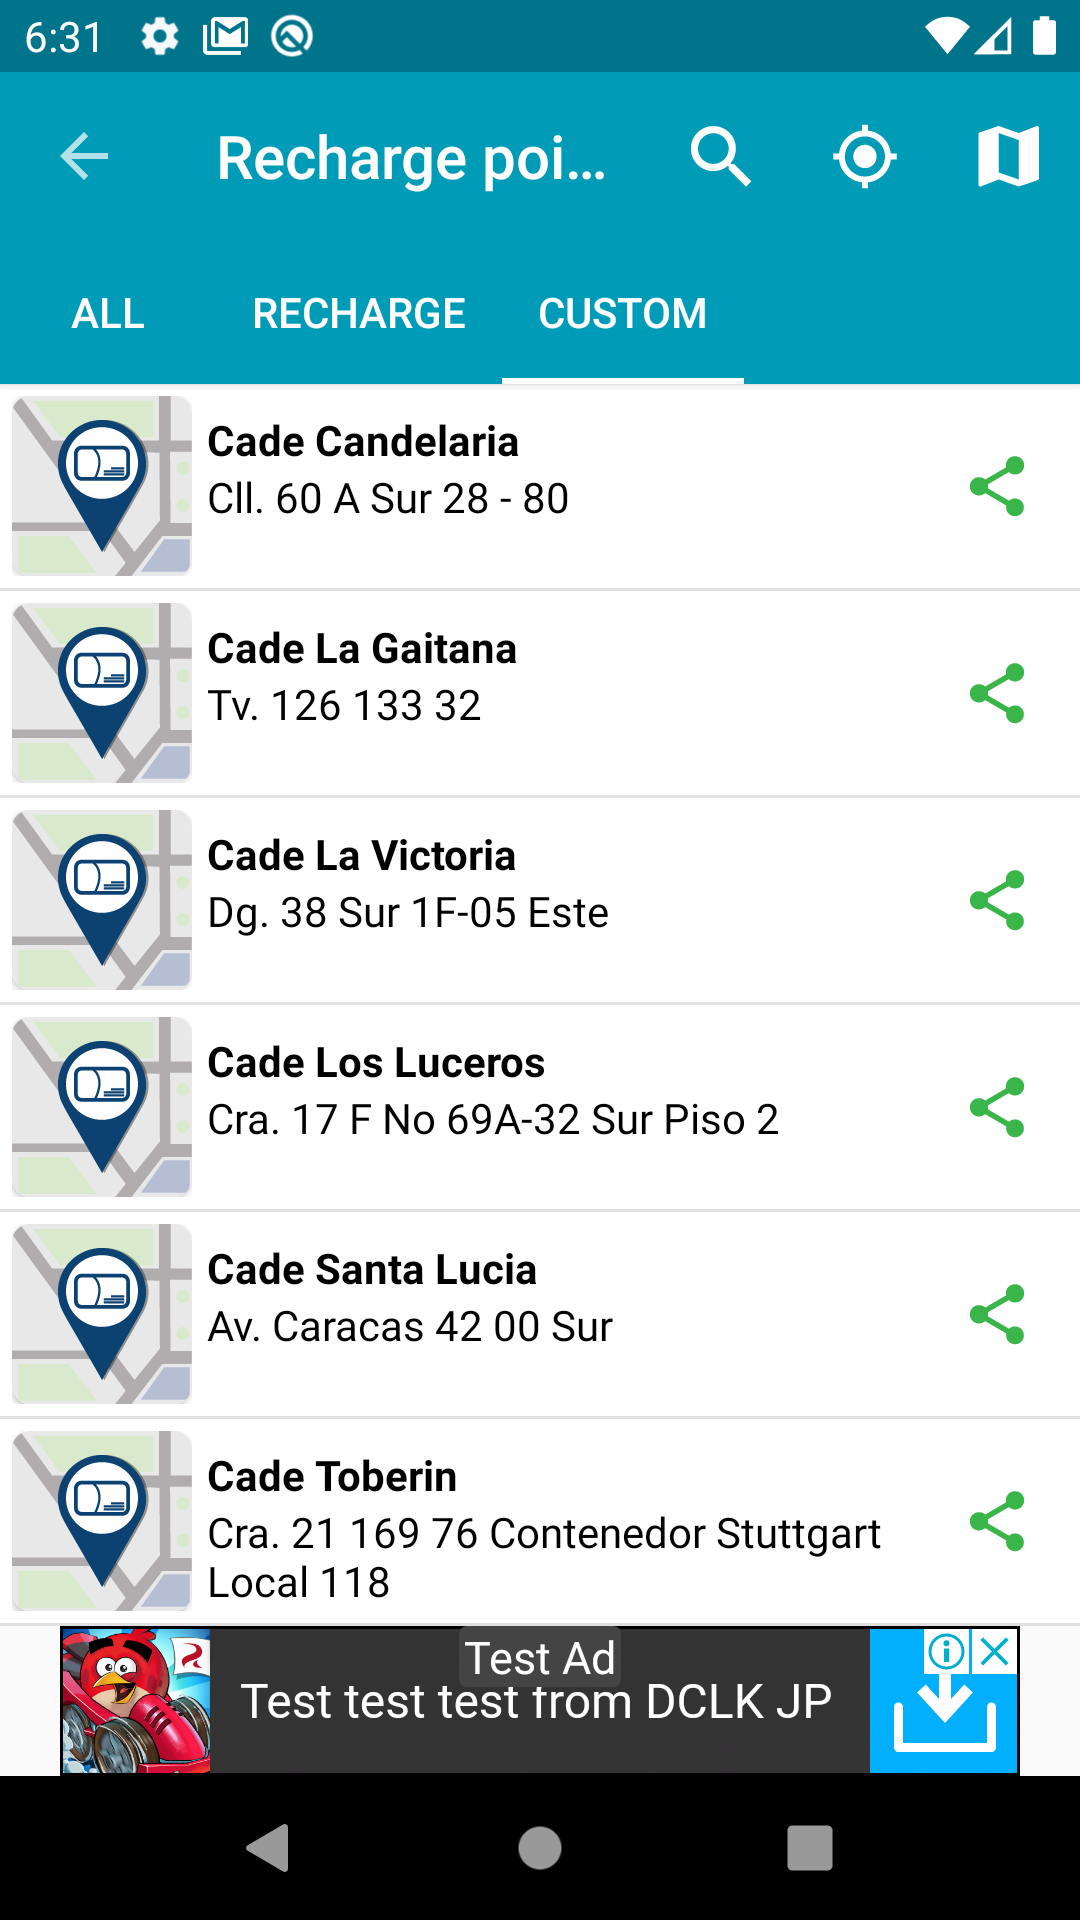 6:31
Recharge poi...
ALL RECHARGE CUSTOM
Cade Candelaria
Cll. 60 A Sur 28 - 80
Cade La Gaitana
Tv. 126 133 32
Cade La Victoria
Dg. 38 Sur 1F-05 Este
Cade Los Luceros
Cra. 17 F No 69A-32 Sur Piso 2
Cade Santa Lucia
Av. Caracas 42 00 Sur
Cade Toberin
Cra. 21 169 76 Contenedor Stuttgart
Local 118
Test Ad
Test test test from DCLK JP